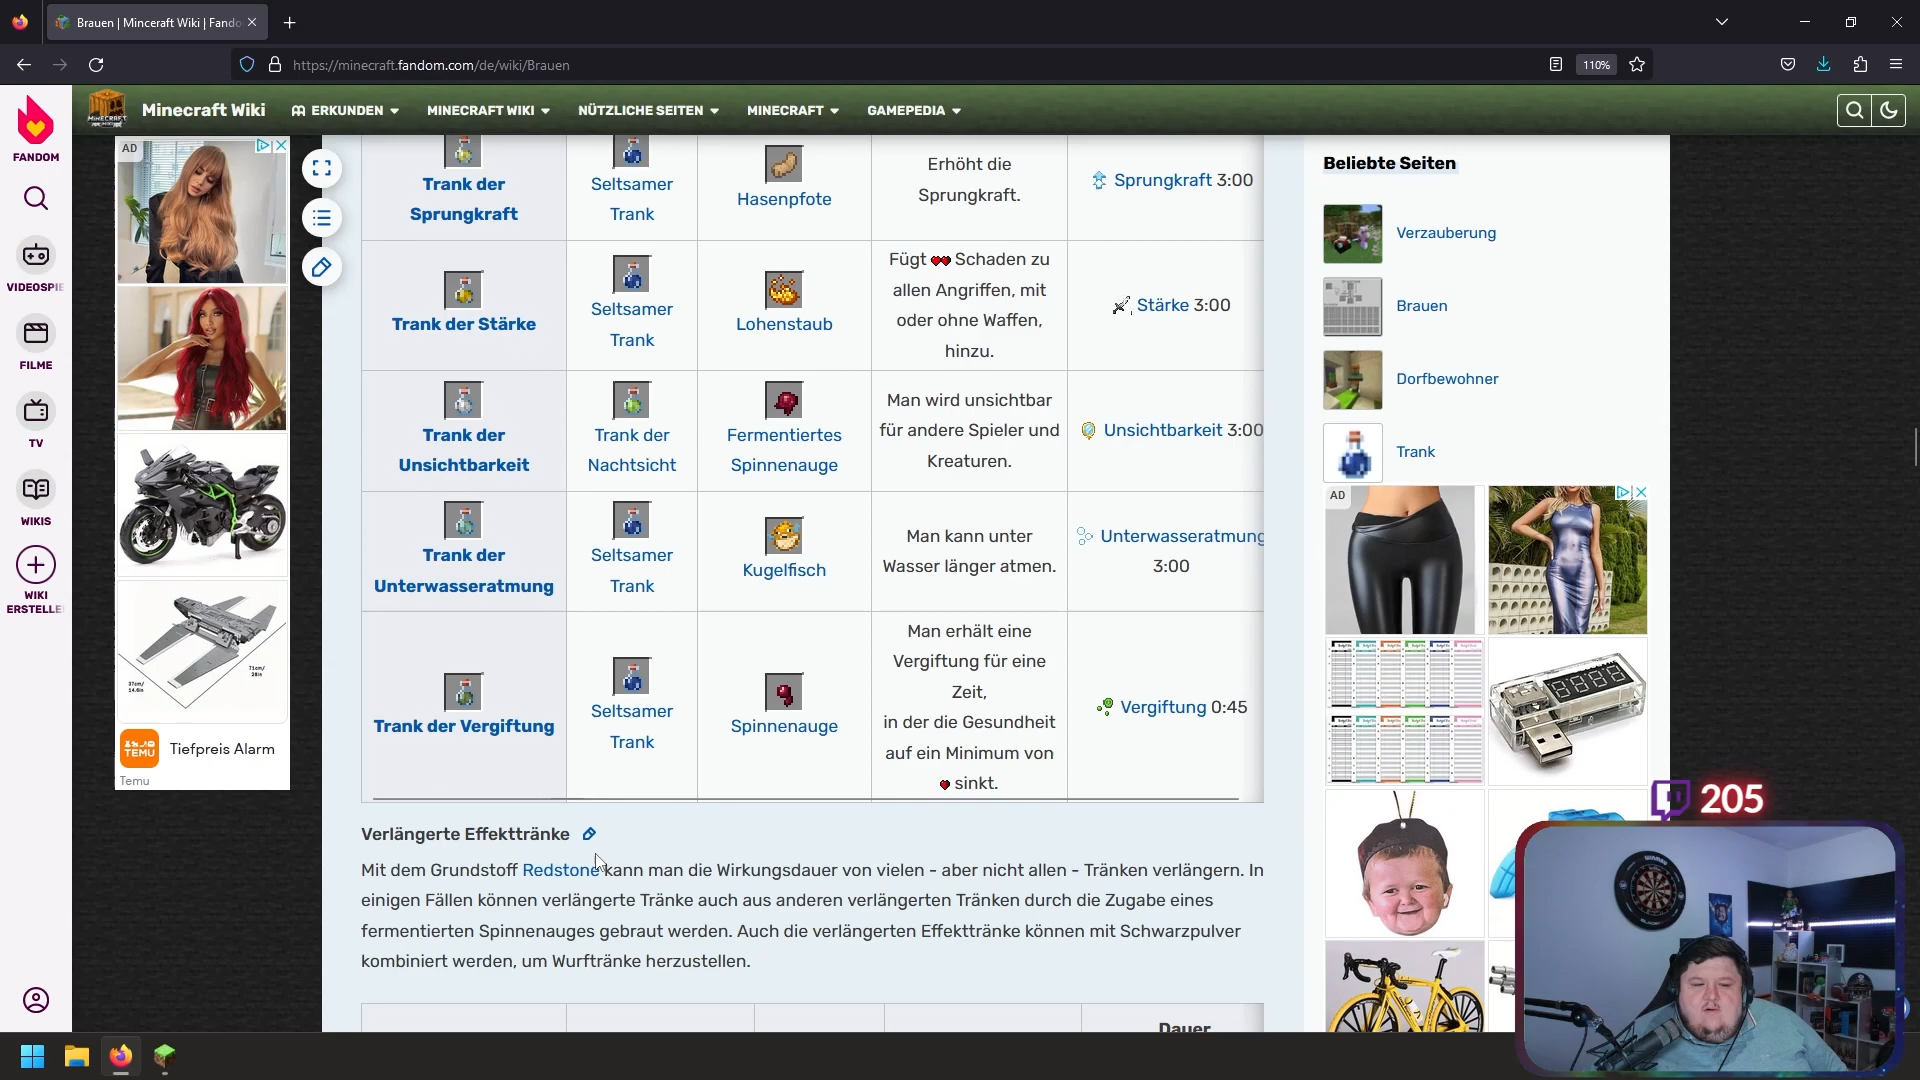 Brauen | Minceraft Wiki | Fando
https://minecraft.fandom.com/de/wiki/Brauen
110%
Minecraft Wiki
ERKUNDEN
MINECRAFT WIKI
NÜTZLICHE SEITEN
MINECRAFT
GAMEPEDIA
FANDOM
VIDEOSPIE
FILME
TV
WIKIS
WIKI
ERSTELLE
AD
37cm/
14.6in
71cm/
28in
TEMU
Tiefpreis Alarm
Temu
Trank der
Sprungkraft
Seltsamer
Trank
Hasenpfote
Erhöht die
Sprungkraft.
Sprungkraft 3:00
Trank der Stärke
Seltsamer
Trank
Lohenstaub
Fügt Schaden zu
allen Angriffen, mit
oder ohne Waffen,
hinzu.
Stärke 3:00
Trank der
Unsichtbarkeit
Trank der
Nachtsicht
Fermentiertes
Spinnenauge
Man wird unsichtbar
für andere Spieler und
Kreaturen.
Unsichtbarkeit 3:00
Trank der
Unterwasseratmung
Seltsamer
Trank
Kugelfisch
Man kann unter
Wasser länger atmen.
Unterwasseratmung
3:00
Trank der Vergiftung
Seltsamer
Trank
Spinnenauge
Man erhält eine
Vergiftung für eine
Zeit,
in der die Gesundheit
auf ein Minimum von
sinkt.
Vergiftung 0:45
Verlängerte Effekttränke
Mit dem Grundstoff Redstone kann man die Wirkungsdauer von vielen - aber nicht allen - Tränken verlängern. In
einigen Fällen können verlängerte Tränke auch aus anderen verlängerten Tränken durch die Zugabe eines
fermentierten Spinnenauges gebraut werden. Auch die verlängerten Effekttränke können mit Schwarzpulver
kombiniert werden, um Wurftränke herzustellen.
Dauer
Beliebte Seiten
Verzauberung
Brauen
Dorfbewohner
Trank
AD
205